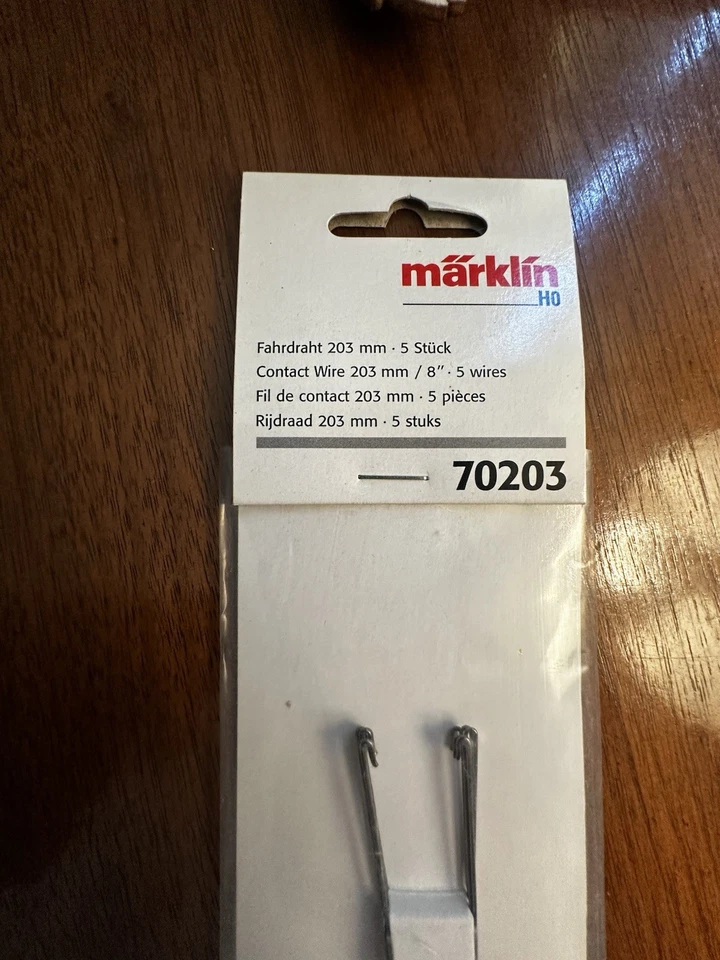 märklin
H0
Fahrdraht 203 mm · 5 Stück
Contact Wire 203 mm / 8″ · 5 wires
Fil de contact 203 mm · 5 pièces
Rijdraad 203 mm · 5 stuks
70203